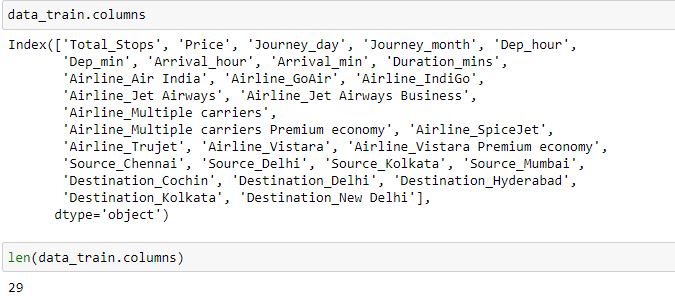 data_train.columns
Index(['Total_Stops', 'Price', 'Journey_day', 'Journey_month', 'Dep_hour',
'Dep_min', 'Arrival_hour', 'Arrival_min', 'Duration_mins',
'Airline_Air India', 'Airline_GoAir', 'Airline_IndiGo',
'Airline_Jet Airways', 'Airline_Jet Airways Business',
'Airline_Multiple carriers',
'Airline_Multiple carriers Premium economy', 'Airline_SpiceJet',
'Airline_Trujet', 'Airline_Vistara', 'Airline_Vistara Premium economy',
'Source_Chennai', 'Source_Delhi', 'Source_Kolkata', 'Source_Mumbai',
'Destination_Cochin', 'Destination_Delhi', 'Destination_Hyderabad',
'Destination_Kolkata', 'Destination_New Delhi'],
dtype='object')
len(data_train.columns)
29